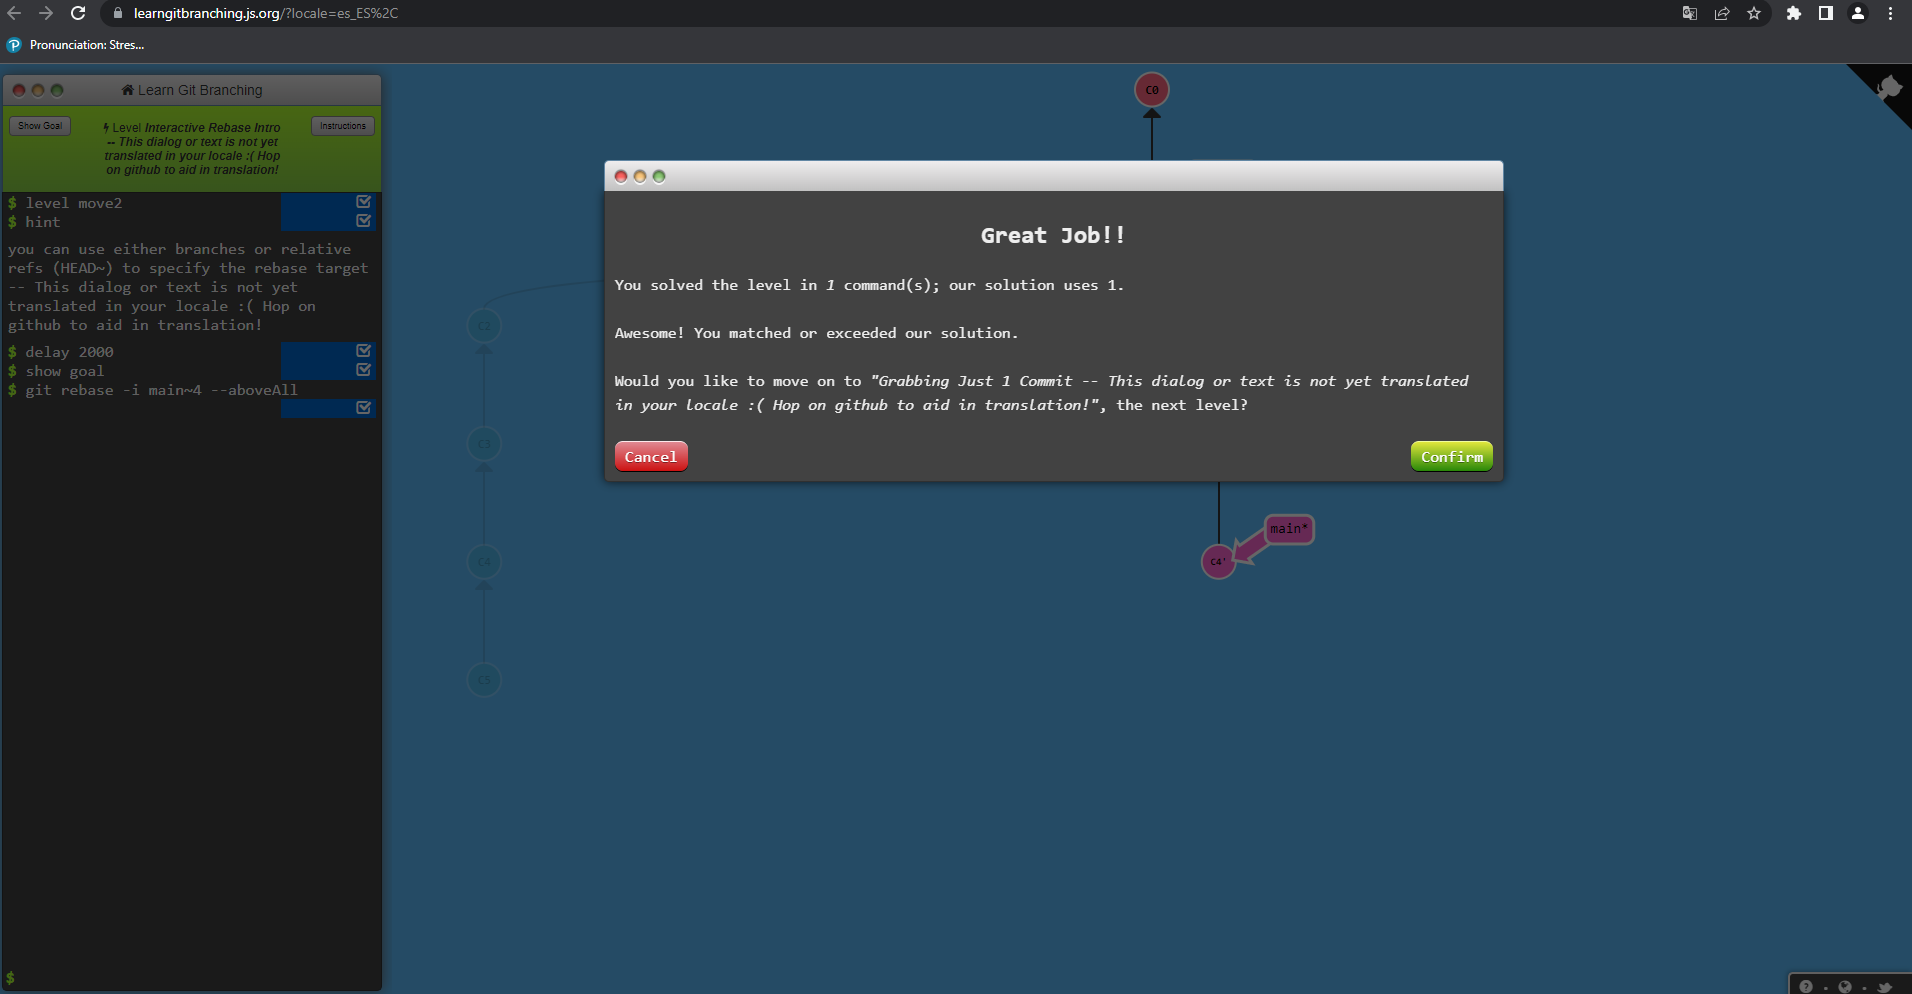 learngitbranching.js.org/?locale=es_ES%2C
Pronunciation: Stres...
Learn Git Branching
Show Goal
Level Interactive Rebase Intro
-- This dialog or text is not yet
translated in your locale :( Hop
on github to aid in translation!
Instructions
$ level move2
$ hint
you can use either branches or relative
refs (HEAD~) to specify the rebase target
-- This dialog or text is not yet
translated in your locale :( Hop on
github to aid in translation!
$ delay 2000
$ show goal
$ git rebase -i main~4 --aboveAll
$
C0
Great Job!!
You solved the level in 1 command(s); our solution uses 1.
Awesome! You matched or exceeded our solution.
Would you like to move on to "Grabbing Just 1 Commit -- This dialog or text is not yet translated
in your locale :( Hop on github to aid in translation!", the next level?
Cancel
Confirm
C2
C3
C4
C5
main*
C4'